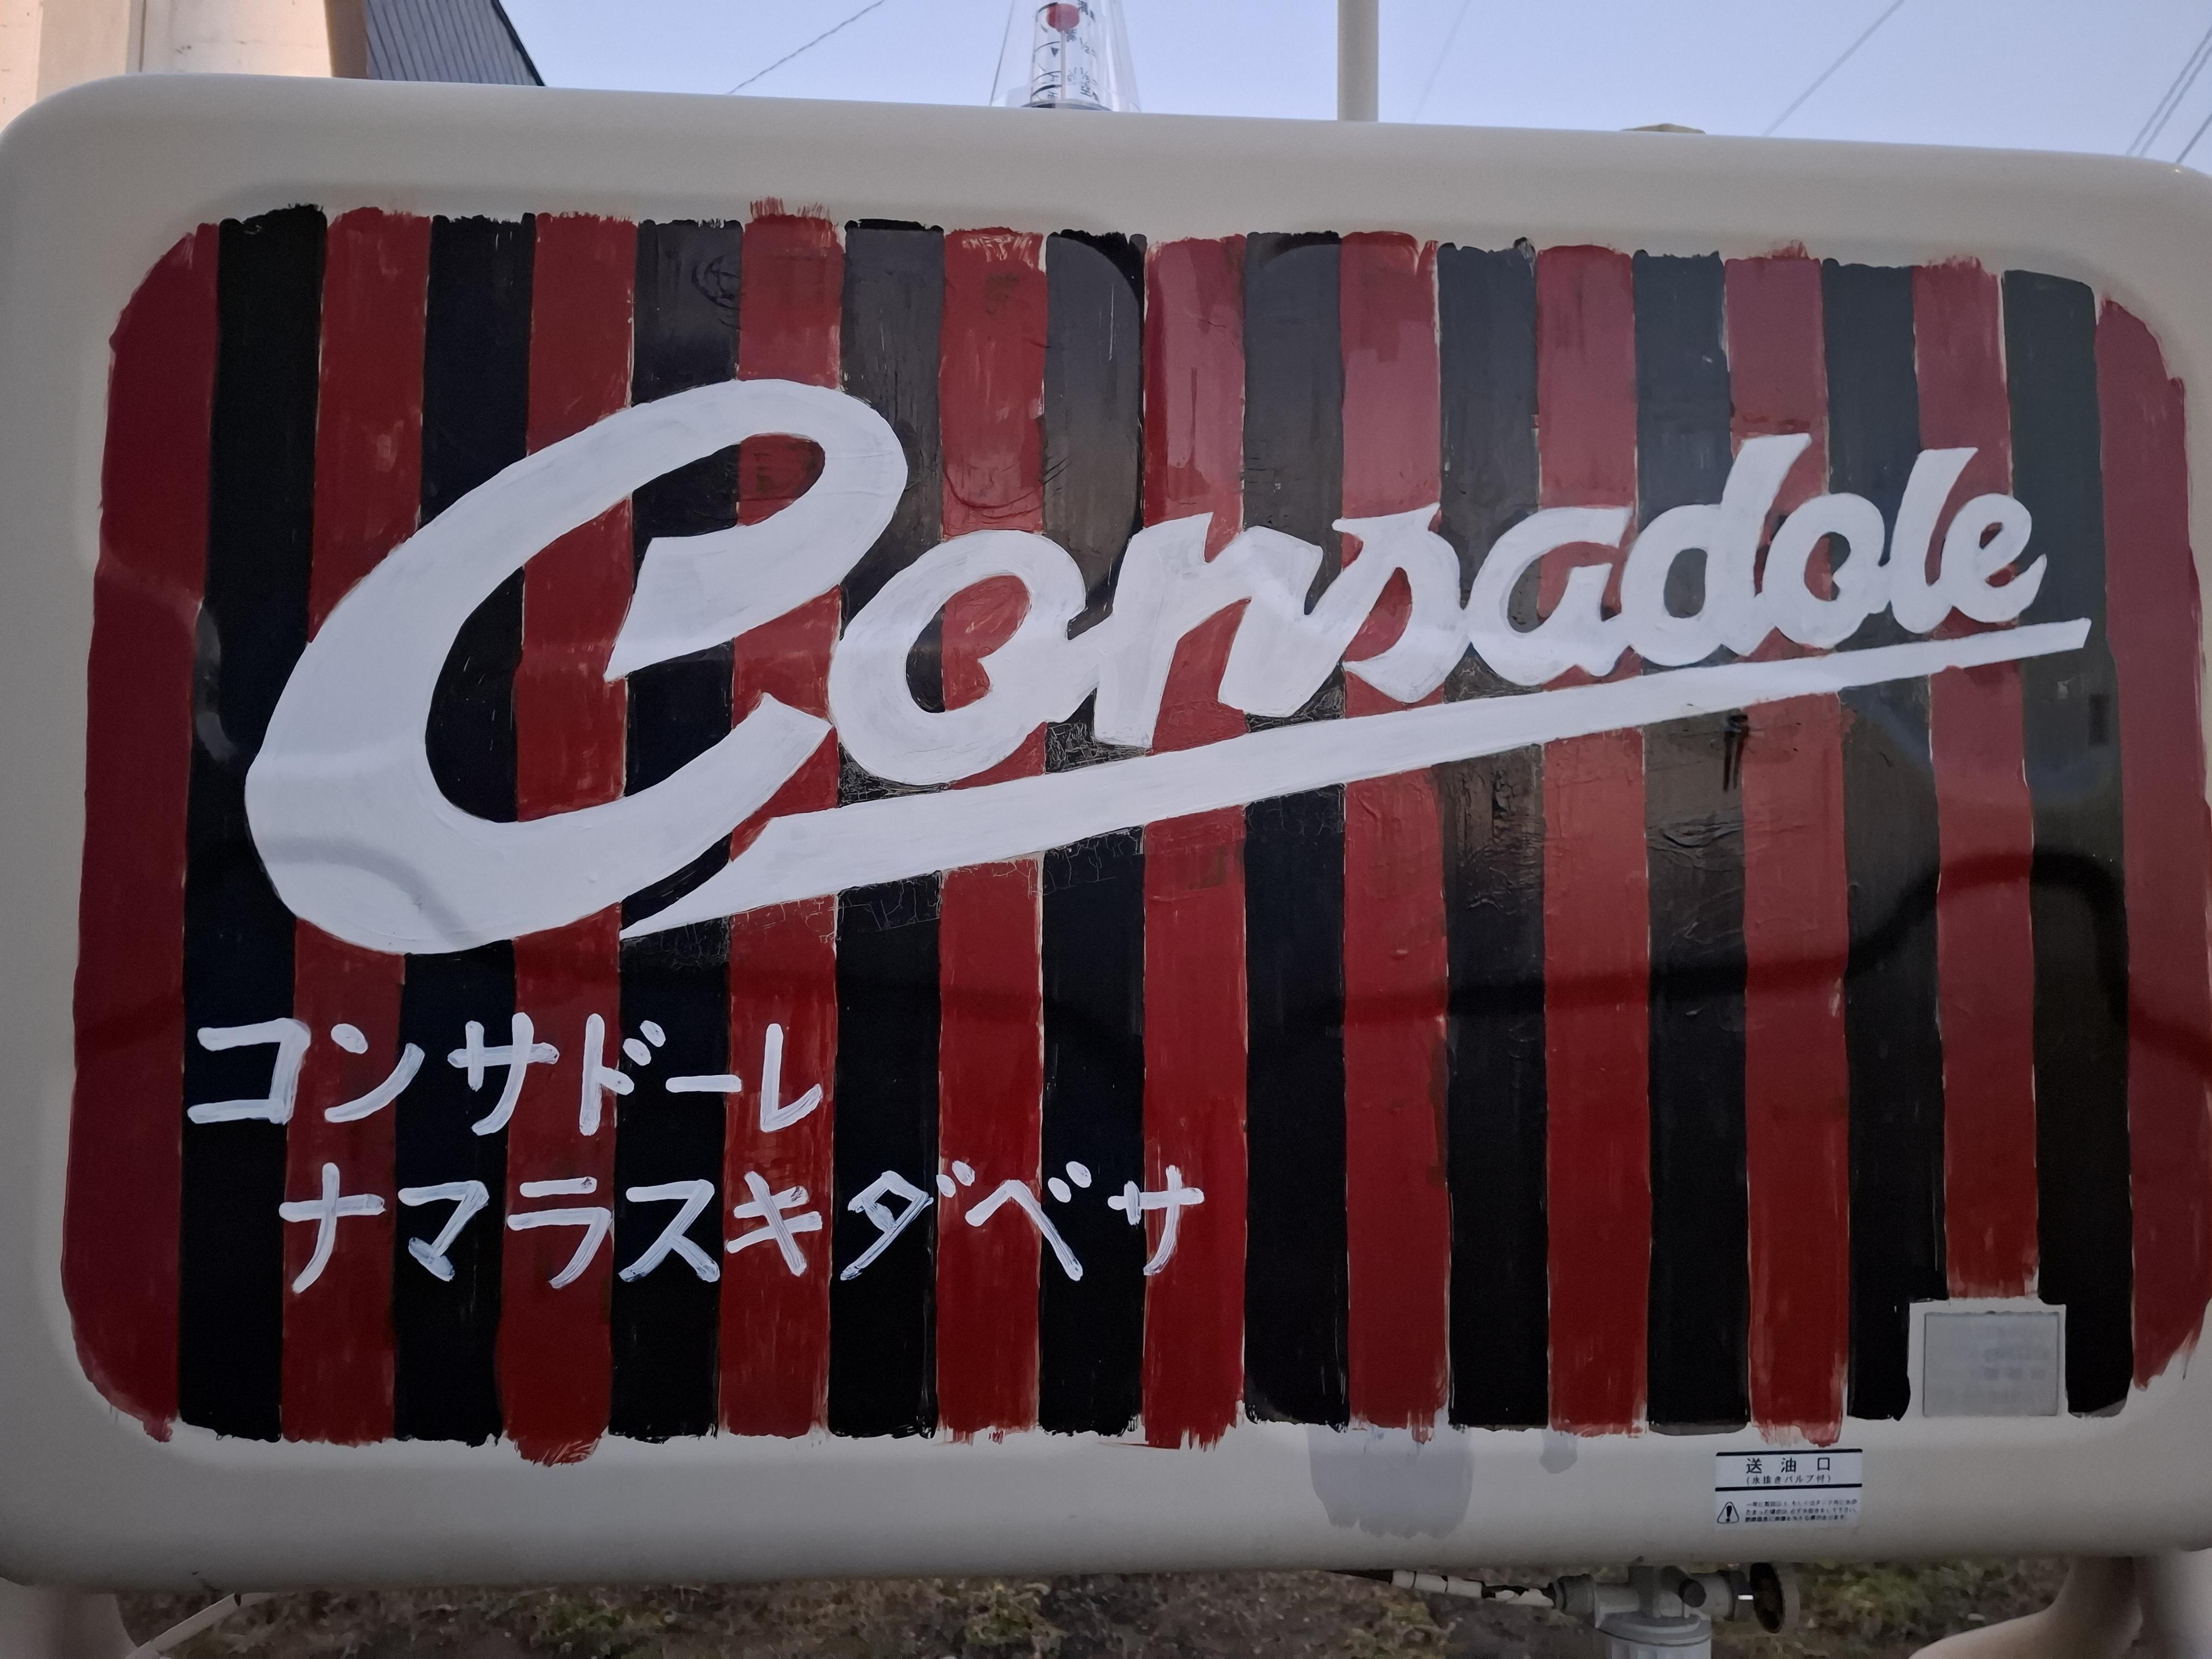 Consadole
コンサドーレ
ナマラスキダベサ
送油口
(水抜きバルブ付)